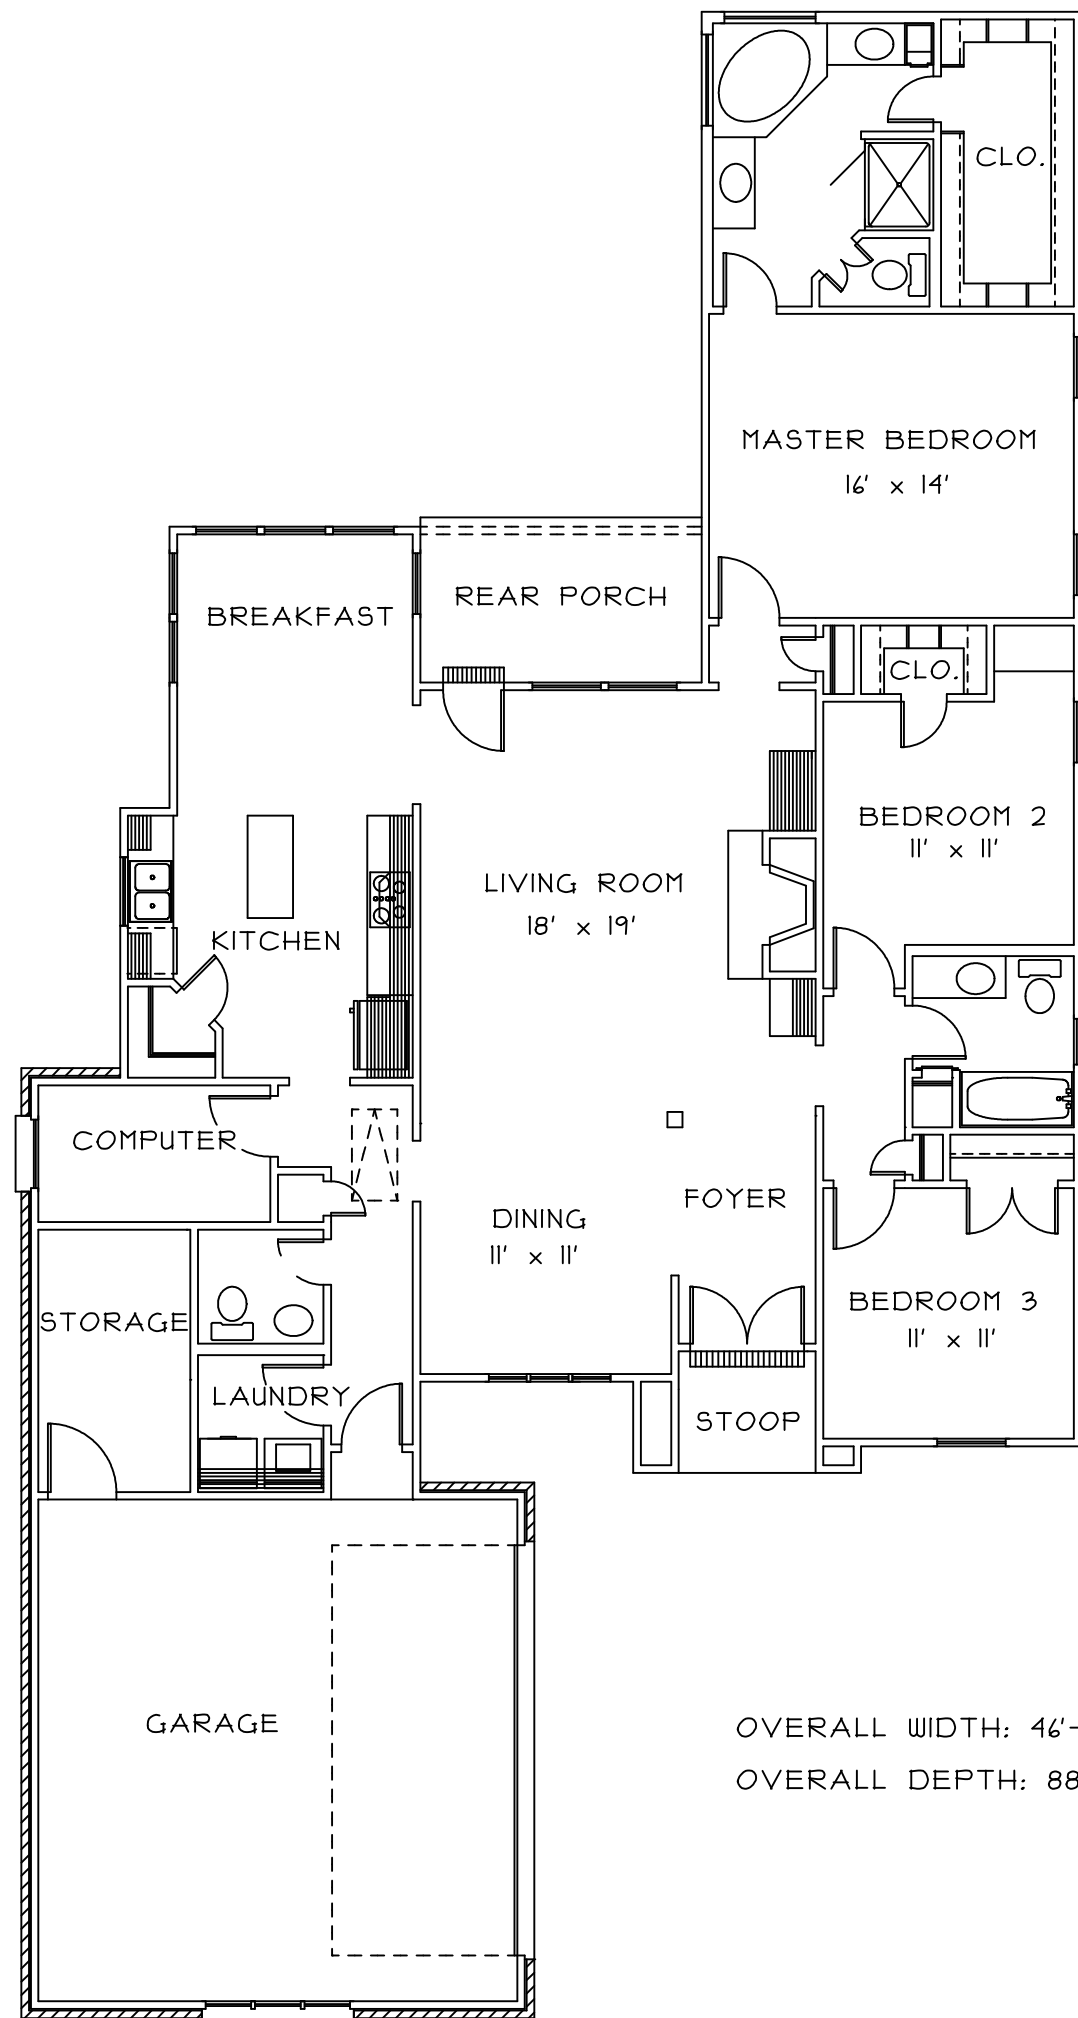 CLO.
MASTER BEDROOM
16' x 14'
REAR PORCH
BREAKFAST
CLO.
BEDROOM 2
11' x 11'
LIVING ROOM
18' x 19'
KITCHEN
COMPUTER
FOYER
DINING
11' x 11'
BEDROOM 3
11' x 11'
STORAGE
LAUNDRY
STOOP
GARAGE
OVERALL WIDTH: 46'-
OVERALL DEPTH: 88